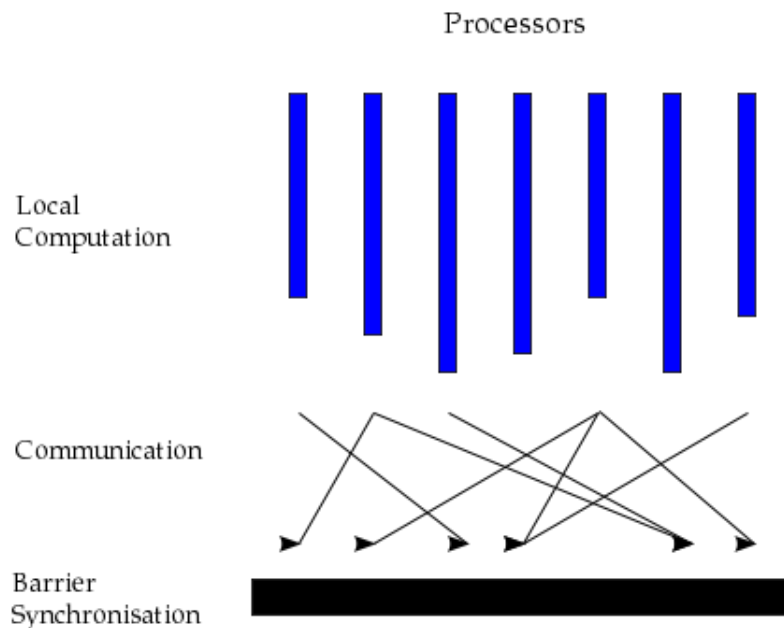 Processors
Local
Computation
Communication
Barrier
Synchronisation